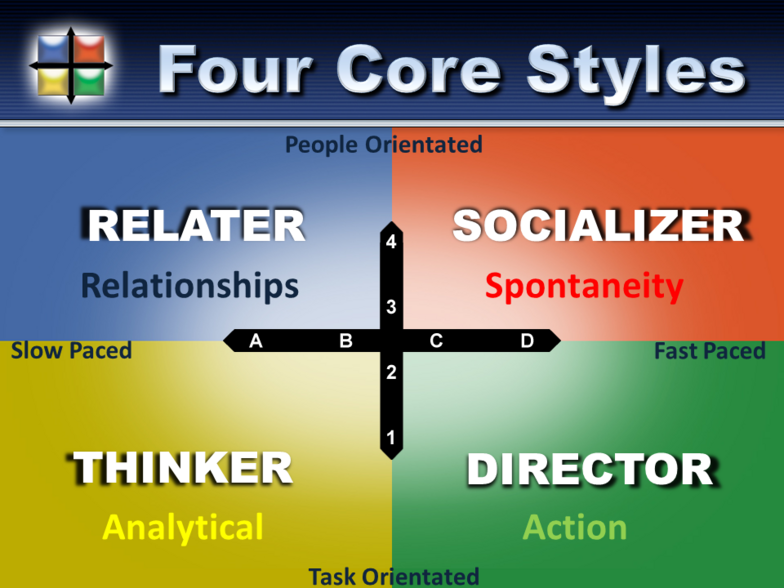 Four Core Styles
People Orientated
RELATER
SOCIALIZER
Relationships
Spontaneity
4
3
A B C D
Slow Paced
Fast Paced
2
1
THINKER
DIRECTOR
Analytical
Action
Task Orientated